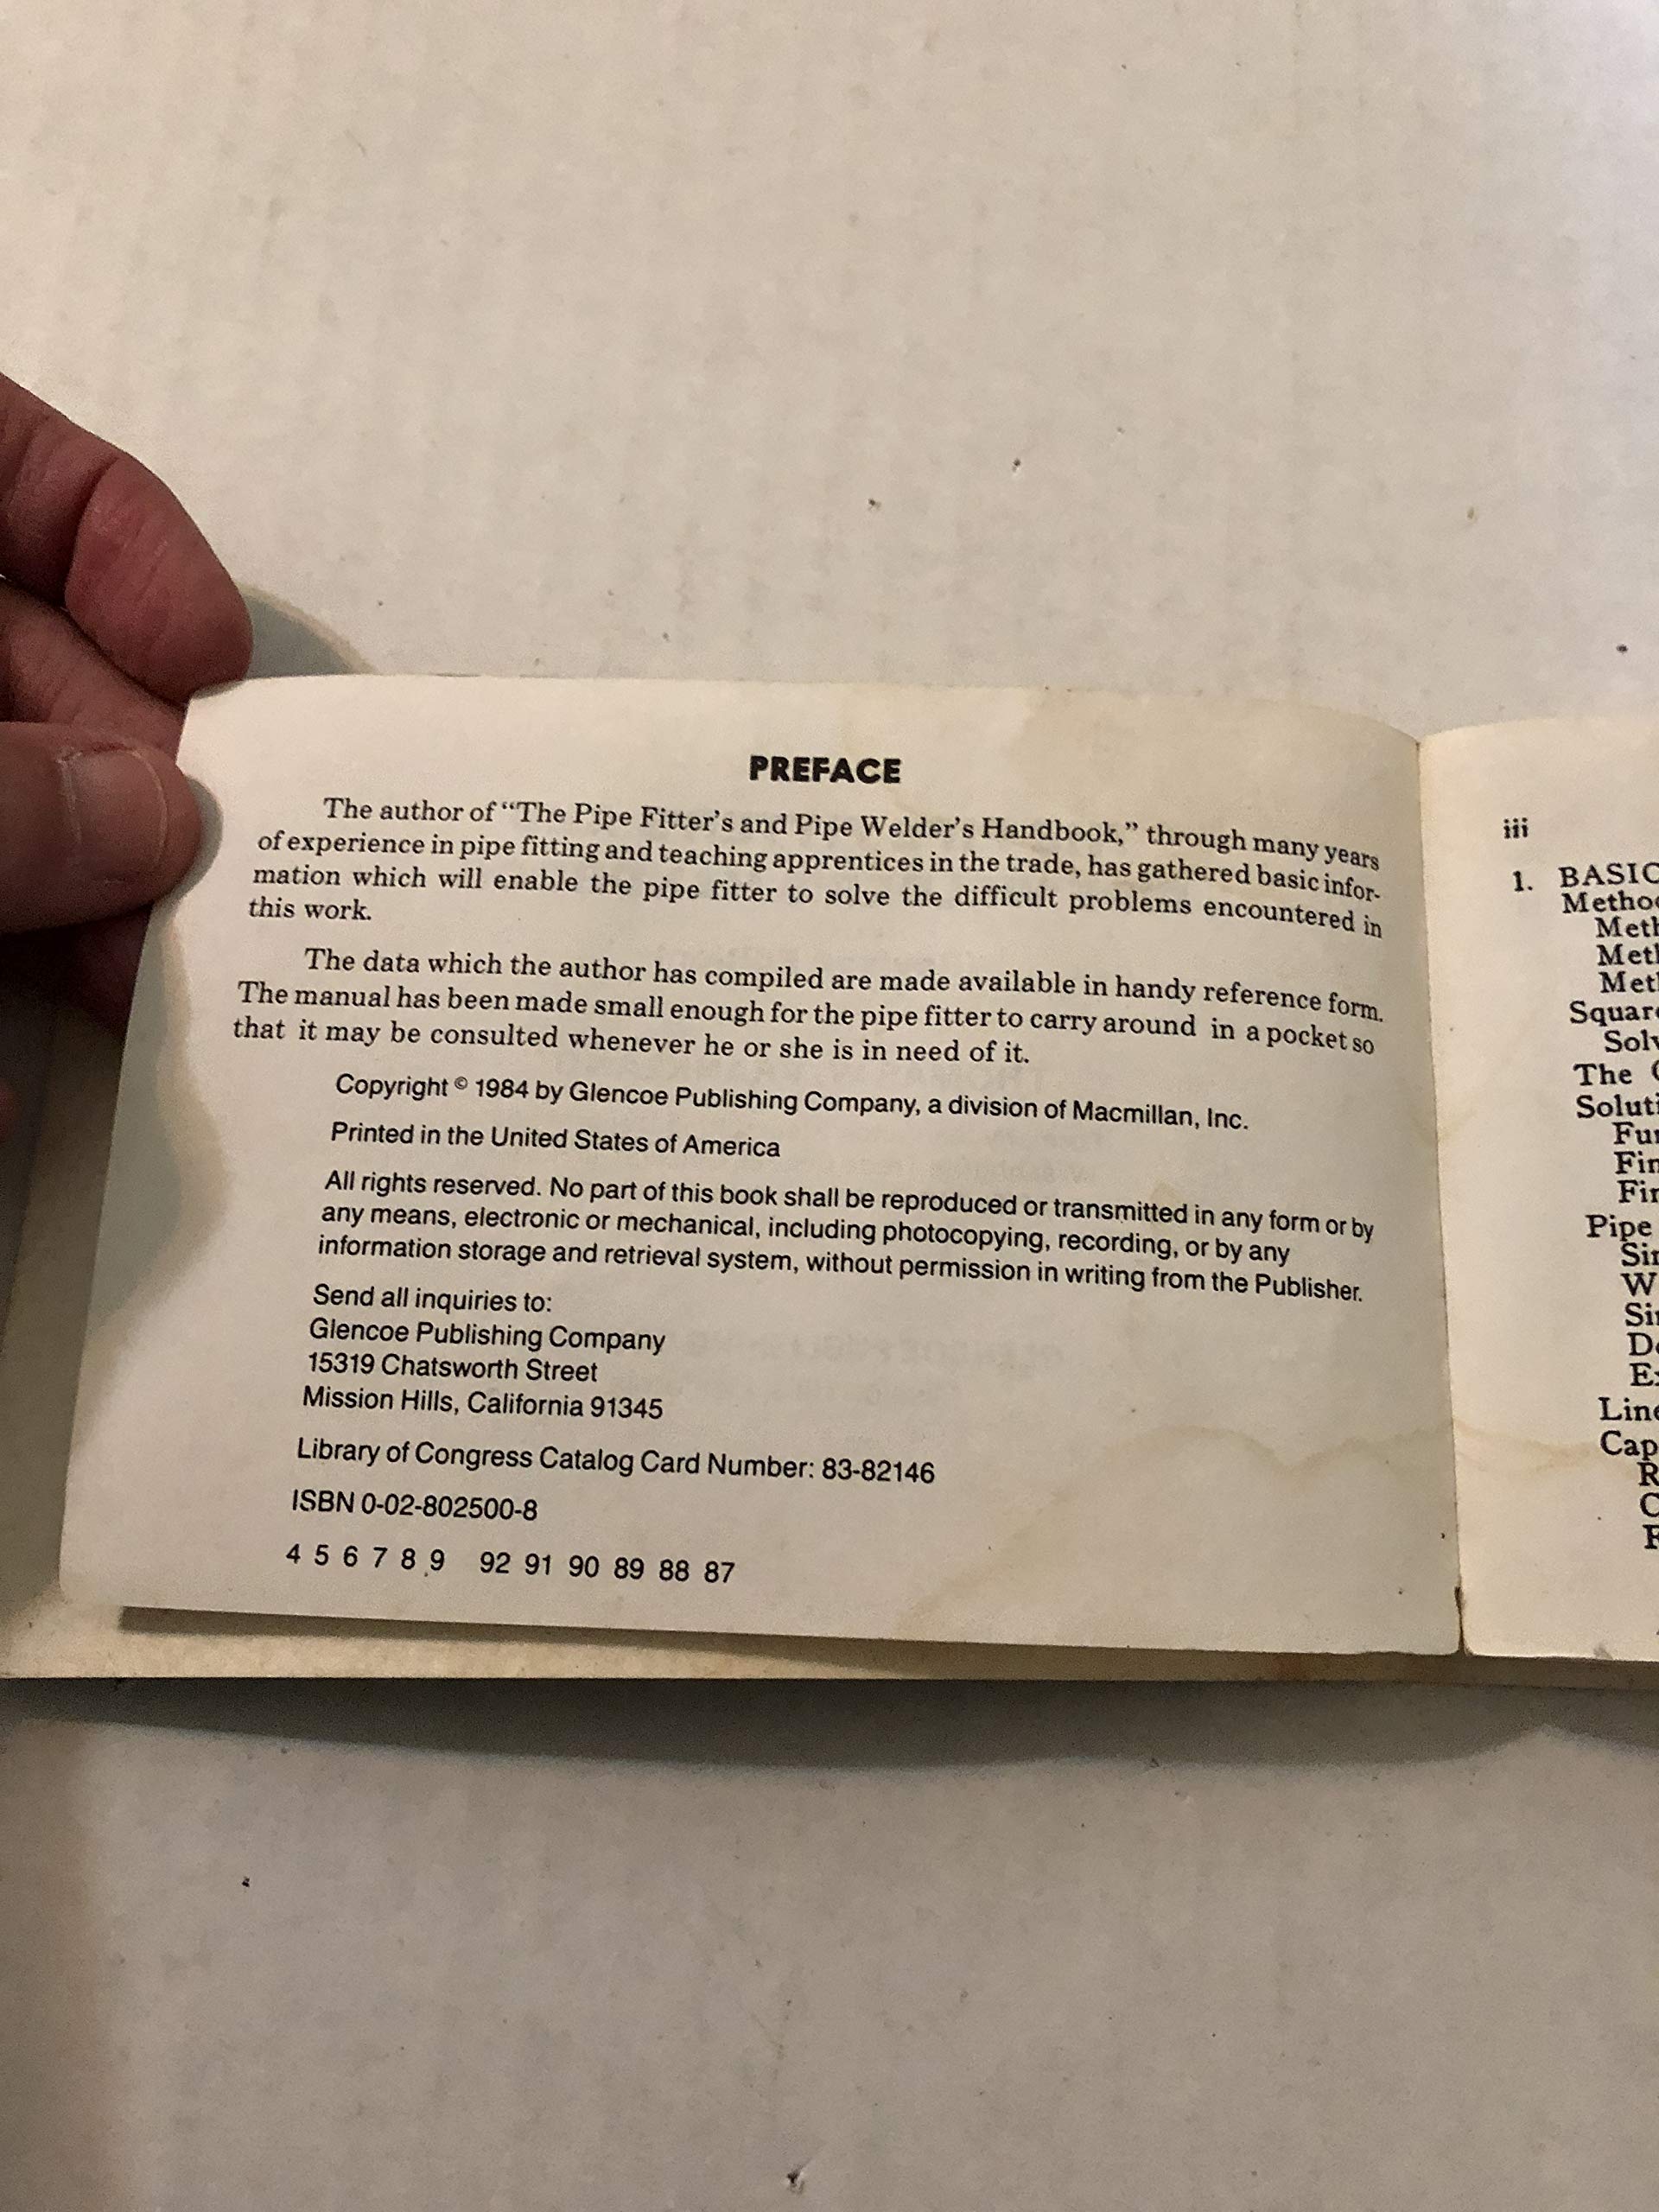 PREFACE
The author of “The Pipe Fitter’s and Pipe Welder’s Handbook,” through many years
of experience in pipe fitting and teaching apprentices in the trade, has gathered basic infor-
mation which will enable the pipe fitter to solve the difficult problems encountered in
this work.
The data which the author has compiled are made available in handy reference form.
The manual has been made small enough for the pipe fitter to carry around in a pocket so
that it may be consulted whenever he or she is in need of it.
Copyright © 1984 by Glencoe Publishing Company, a division of Macmillan, Inc.
Printed in the United States of America
All rights reserved. No part of this book shall be reproduced or transmitted in any form or by
any means, electronic or mechanical, including photocopying, recording, or by any
information storage and retrieval system, without permission in writing from the Publisher.
Send all inquiries to:
Glencoe Publishing Company
15319 Chatsworth Street
Mission Hills, California 91345
Library of Congress Catalog Card Number: 83-82146
ISBN 0-02-802500-8
4 5 6 7 8 9 92 91 90 89 88 87
iii
1. BASIC
The
Pipe